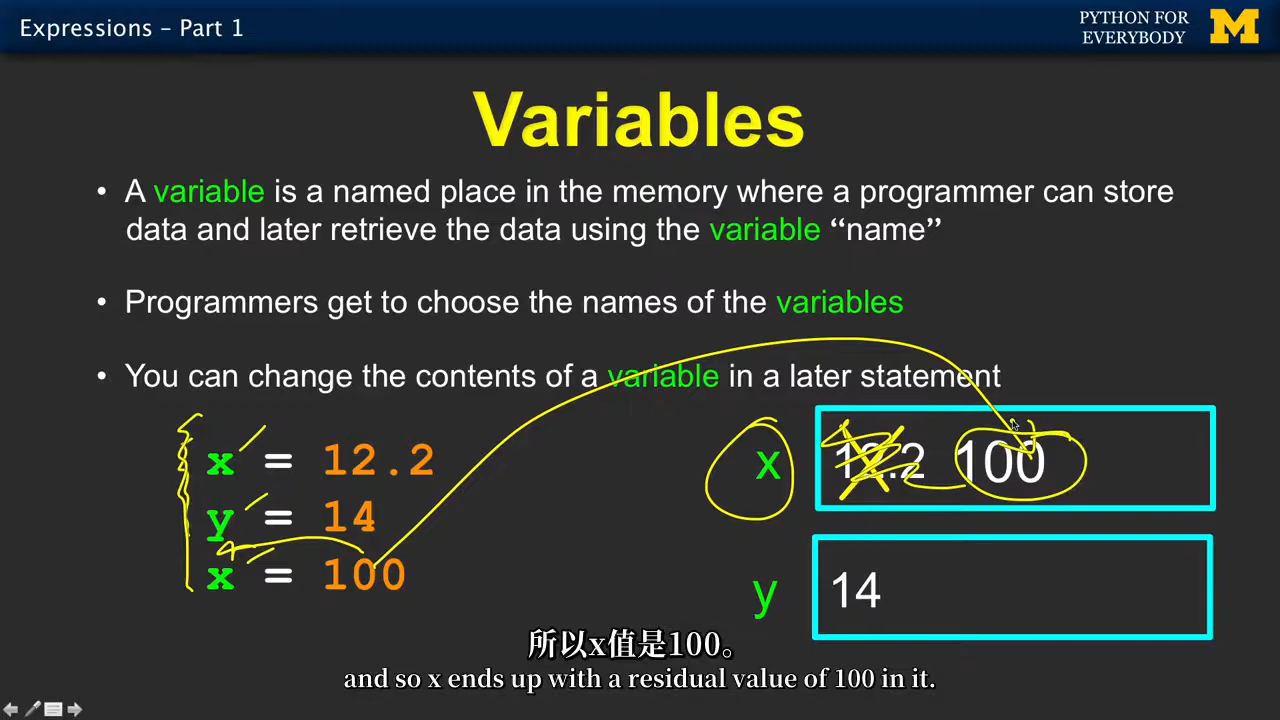 Expressions – Part 1
PYTHON FOR
EVERYBODY
M
Variables
• A variable is a named place in the memory where a programmer can store
data and later retrieve the data using the variable “name”
• Programmers get to choose the names of the variables
• You can change the contents of a variable in a later statement
x = 12.2
y = 14
x = 100
x 12.2 100
y 14
所以x值是100。
and so x ends up with a residual value of 100 in it.